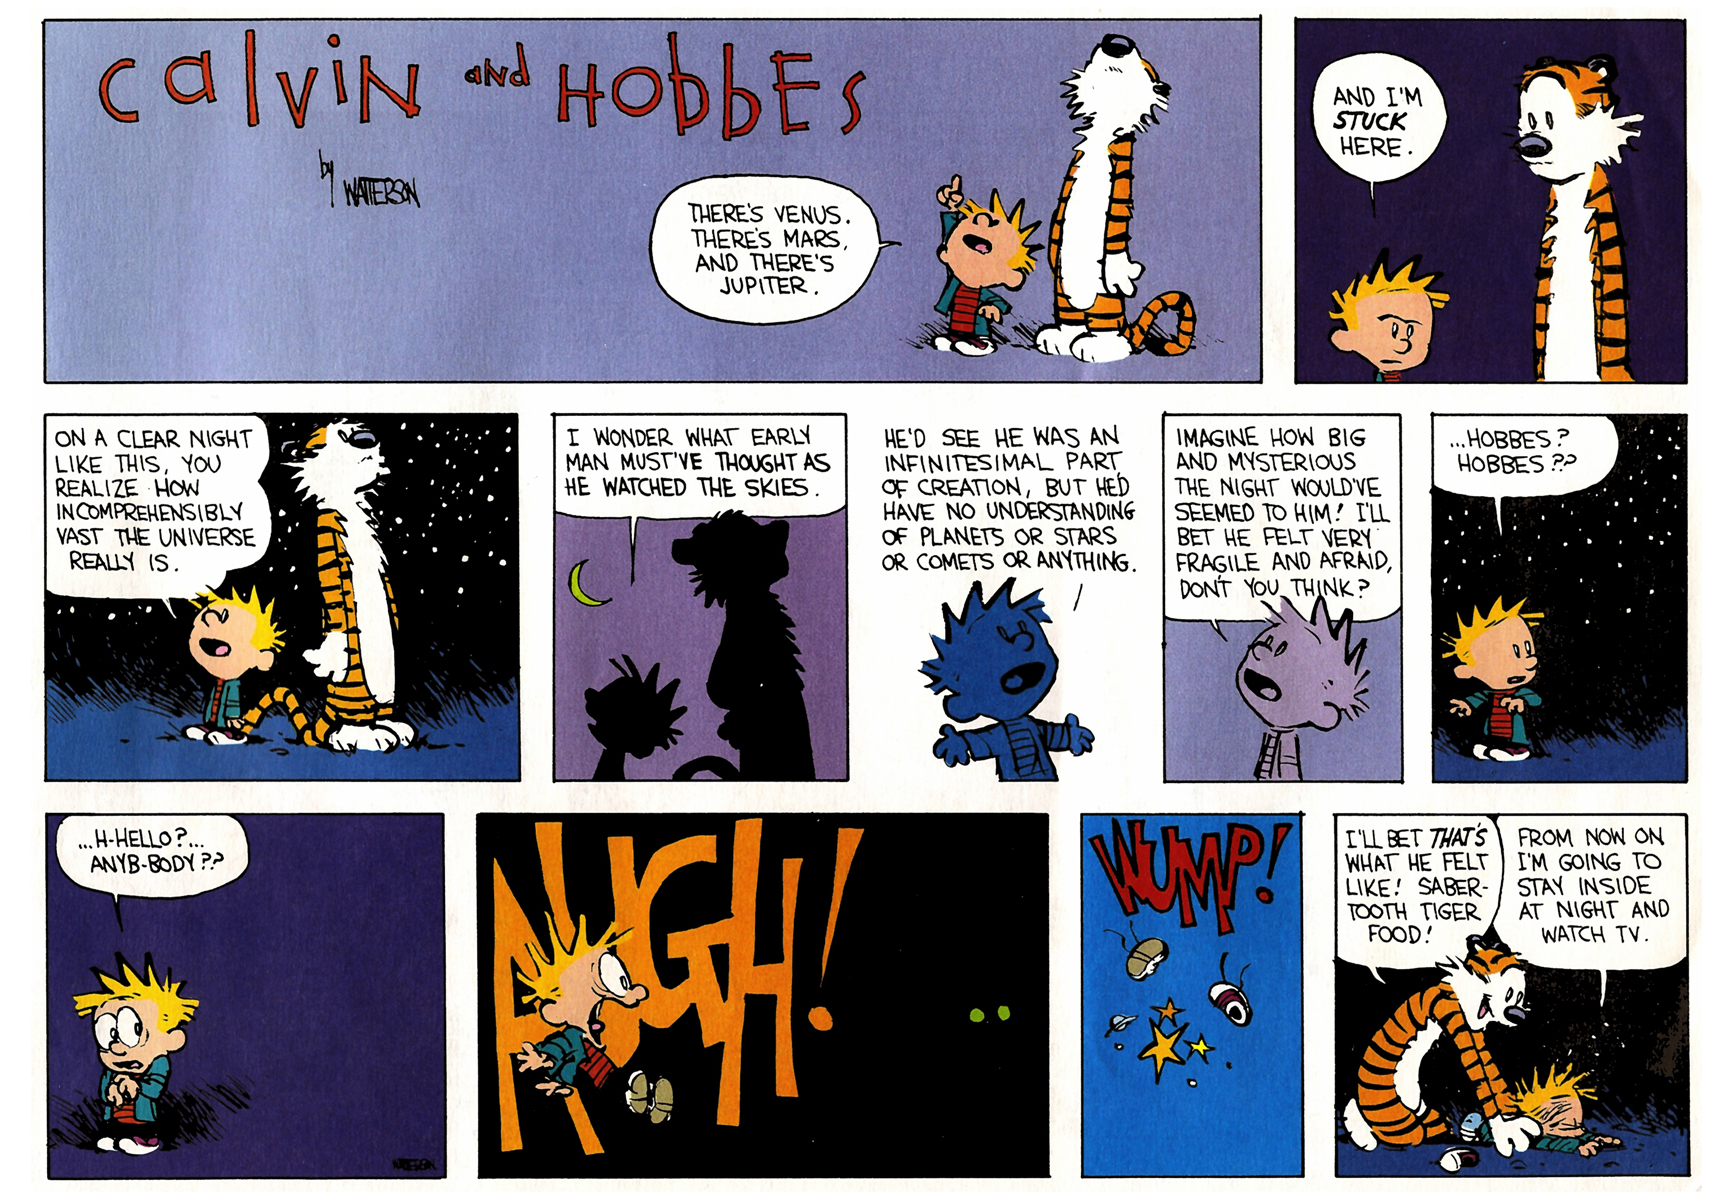 Calvin and HobbEs
by WATTERSON
THERE'S VENUS.
THERE'S MARS,
AND THERE'S
JUPITER.
AND I'M
STUCK
HERE.
ON A CLEAR NIGHT
LIKE THIS, YOU
REALIZE HOW
INCOMPREHENSIBLY
VAST THE UNIVERSE
REALLY IS.
I WONDER WHAT EARLY
MAN MUST'VE THOUGHT AS
HE WATCHED THE SKIES.
HE'D SEE HE WAS AN
INFINITESIMAL PART
OF CREATION, BUT HE'D
HAVE NO UNDERSTANDING
OF PLANETS OR STARS
OR COMETS OR ANYTHING.
IMAGINE HOW BIG
AND MYSTERIOUS
THE NIGHT WOULD'VE
SEEMED TO HIM! I'LL
BET HE FELT VERY
FRAGILE AND AFRAID,
DON'T YOU THINK?
...HOBBES?
HOBBES??
...H-HELLO?...
ANYB-BODY??
WATTERSON
AUGH!
WUMP!
I'LL BET THAT'S
WHAT HE FELT
LIKE! SABER-
TOOTH TIGER
FOOD!
FROM NOW ON
I'M GOING TO
STAY INSIDE
AT NIGHT AND
WATCH TV.